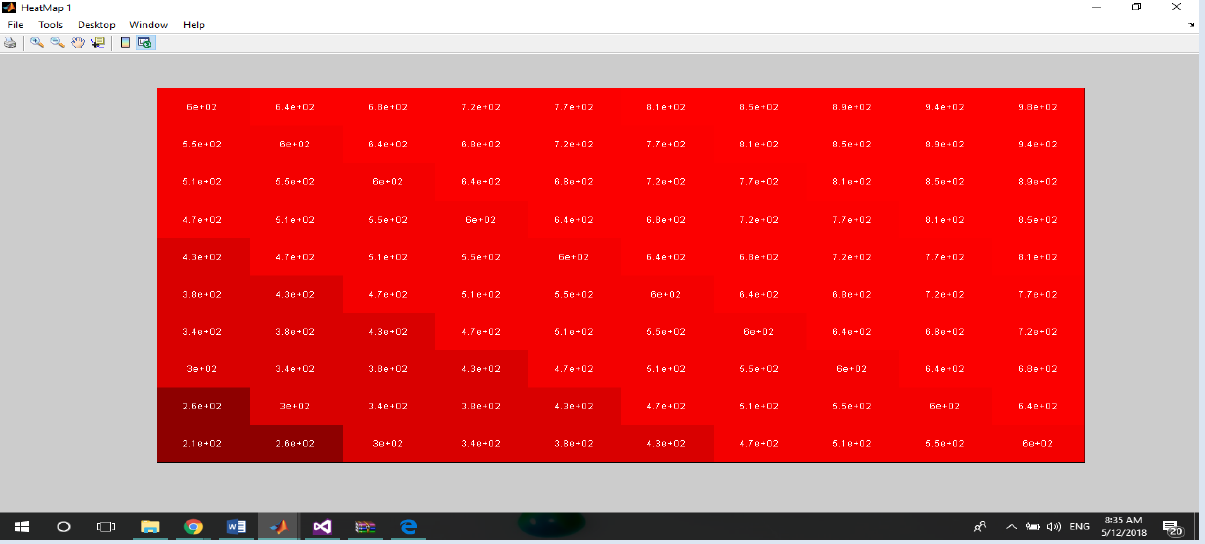 HeatMap 1
File Tools Desktop Window Help
6e+02 6.4e+02 6.8e+02 7.2e+02 7.7e+02 8.1e+02 8.5e+02 8.9e+02 9.4e+02 9.8e+02
5.5e+02 6e+02 6.4e+02 6.8e+02 7.2e+02 7.7e+02 8.1e+02 8.5e+02 8.9e+02 9.4e+02
5.1e+02 5.5e+02 6e+02 6.4e+02 6.8e+02 7.2e+02 7.7e+02 8.1e+02 8.5e+02 8.9e+02
4.7e+02 5.1e+02 5.5e+02 6e+02 6.4e+02 6.8e+02 7.2e+02 7.7e+02 8.1e+02 8.5e+02
4.3e+02 4.7e+02 5.1e+02 5.5e+02 6e+02 6.4e+02 6.8e+02 7.2e+02 7.7e+02 8.1e+02
3.8e+02 4.3e+02 4.7e+02 5.1e+02 5.5e+02 6e+02 6.4e+02 6.8e+02 7.2e+02 7.7e+02
3.4e+02 3.8e+02 4.3e+02 4.7e+02 5.1e+02 5.5e+02 6e+02 6.4e+02 6.8e+02 7.2e+02
3e+02 3.4e+02 3.8e+02 4.3e+02 4.7e+02 5.1e+02 5.5e+02 6e+02 6.4e+02 6.8e+02
2.6e+02 3e+02 3.4e+02 3.8e+02 4.3e+02 4.7e+02 5.1e+02 5.5e+02 6e+02 6.4e+02
2.1e+02 2.6e+02 3e+02 3.4e+02 3.8e+02 4.3e+02 4.7e+02 5.1e+02 5.5e+02 6e+02
ENG
8:35 AM
5/12/2018
20